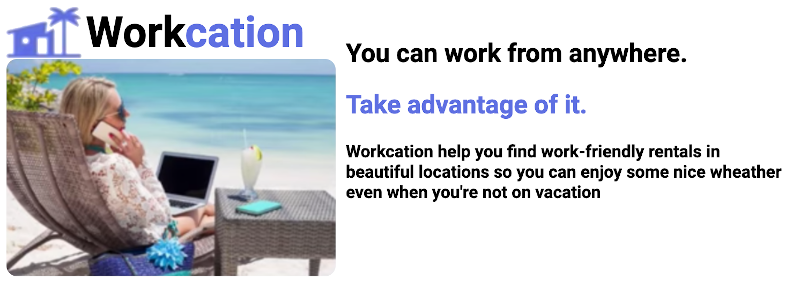 Workcation
You can work from anywhere.
Take advantage of it.
Workcation help you find work-friendly rentals in
beautiful locations so you can enjoy some nice wheather
even when you're not on vacation